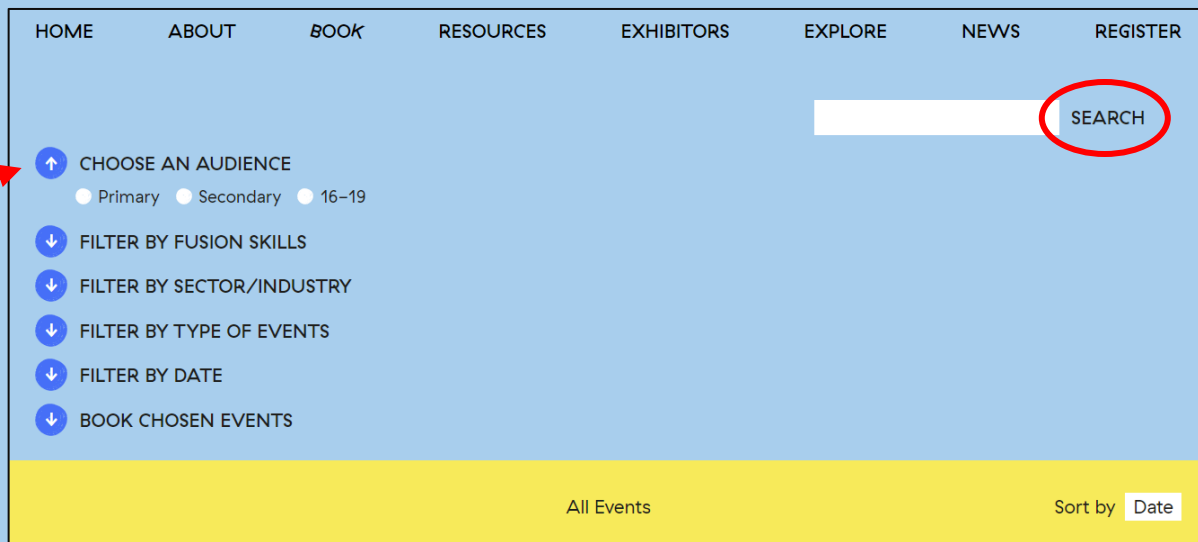 HOME ABOUT BOOK RESOURCES EXHIBITORS EXPLORE NEWS REGISTER
SEARCH
CHOOSE AN AUDIENCE
Primary Secondary 16–19
FILTER BY FUSION SKILLS
FILTER BY SECTOR/INDUSTRY
FILTER BY TYPE OF EVENTS
FILTER BY DATE
BOOK CHOSEN EVENTS
All Events Sort by Date